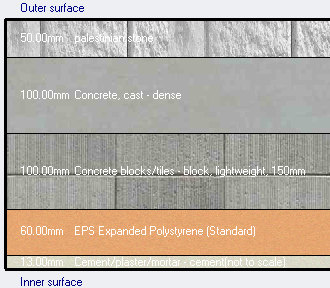 Outer surface
50.00mm palestinian stone
100.00mm Concrete, cast - dense
100.00mm Concrete blocks/tiles - block, lightweight, 150mm
60.00mm EPS Expanded Polystyrene (Standard)
13.00mm Cement/plaster/mortar - cement(not to scale)
Inner surface